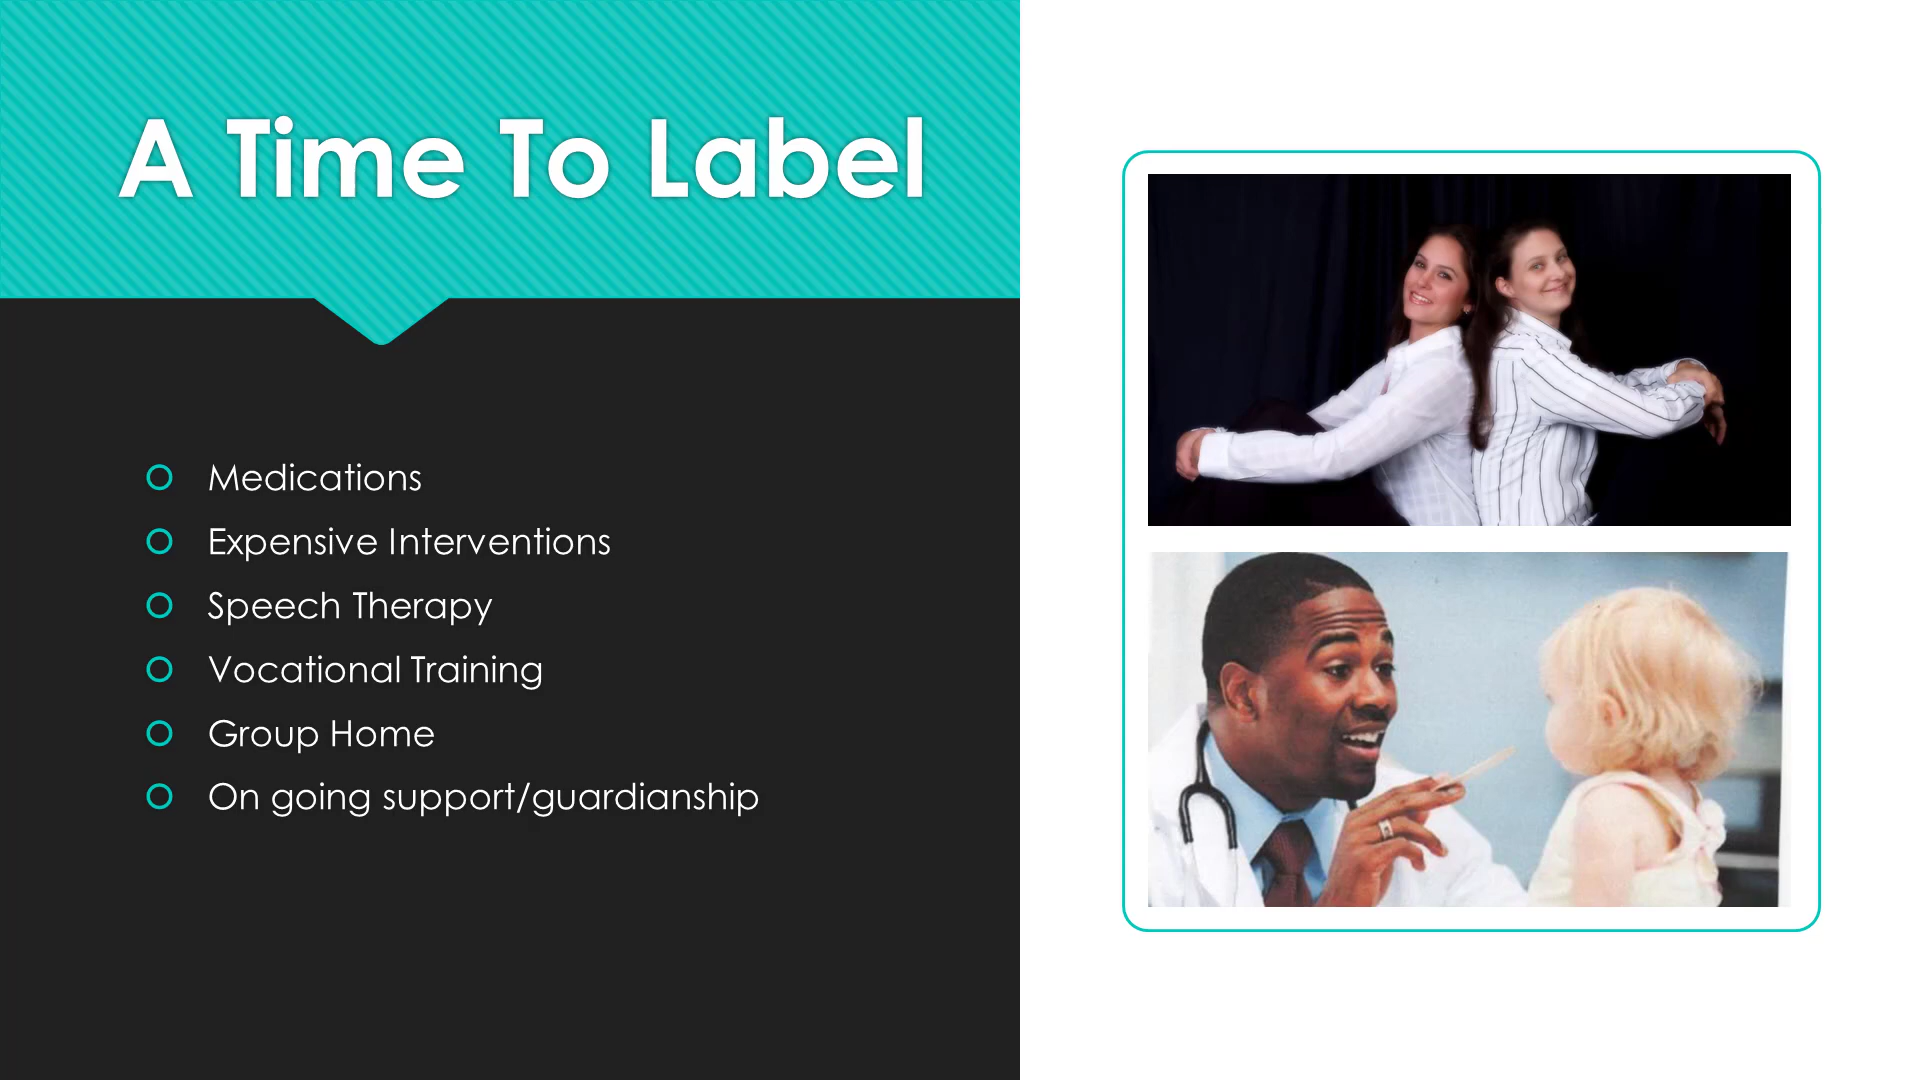 A Time To Label
Medications
Expensive Interventions
Speech Therapy
Vocational Training
Group Home
On going support/guardianship